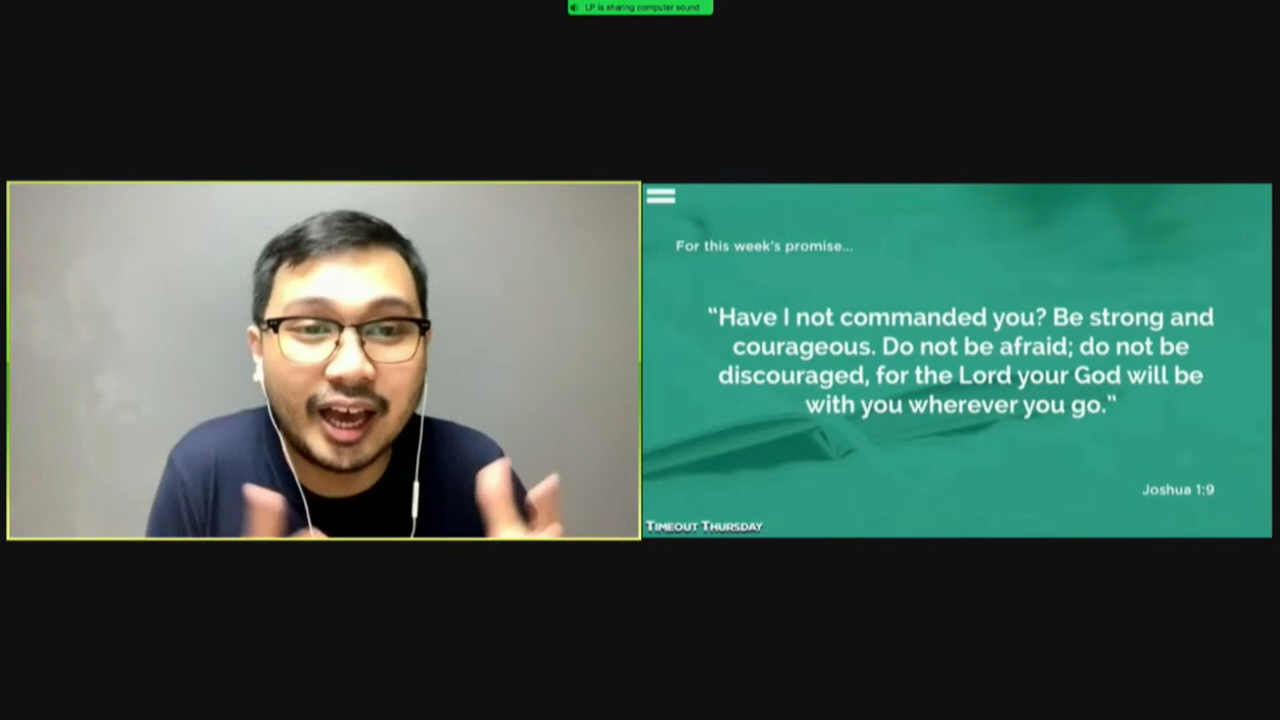 LP is sharing computer sound
For this week's promise...
“Have I not commanded you? Be strong and
courageous. Do not be afraid; do not be
discouraged, for the Lord your God will be
with you wherever you go.”
Joshua 1:9
TIMEOUT THURSDAY